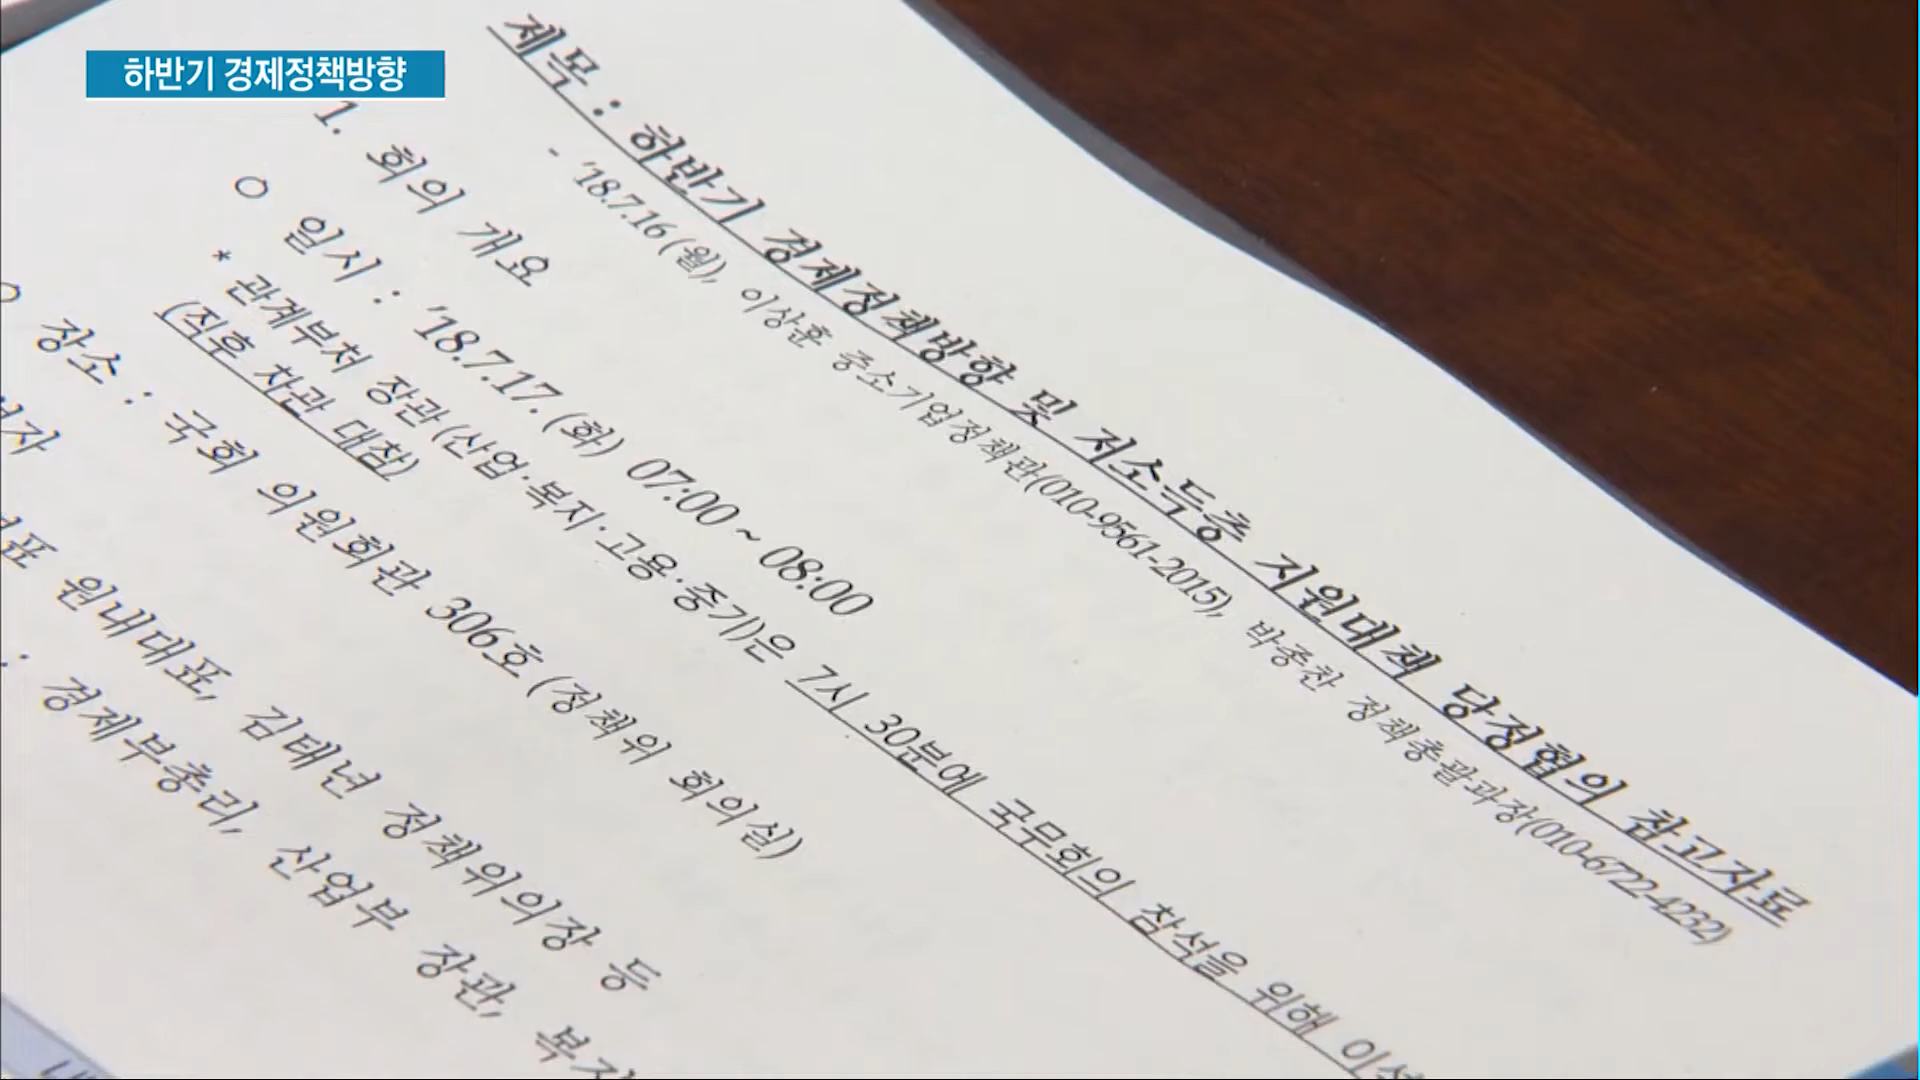 하반기 경제정책방향
제목 : 하반기 경제정책방향 및 저소득층 지원대책 당정협의 참고자료
- '18.7.16 (월), 이상훈 중소기업정책관(010-9561-2015), 박종찬 정책총괄과장(010-6722-4232)
1. 회의 개요
○ 일시 : '18.7.17. (화) 07:00 ~ 08:00
* 관계부처 장관 (산업·복지·고용·중기)은 7시 30분에 국무회의 참석을 위해 이석
(직후 차관 대참)
○ 장소 : 국회 의원회관 306호 (정책위 회의실)
자
표 원내대표, 김태년 정책위의장 등
: 경제부총리, 산업부 장관, 복지